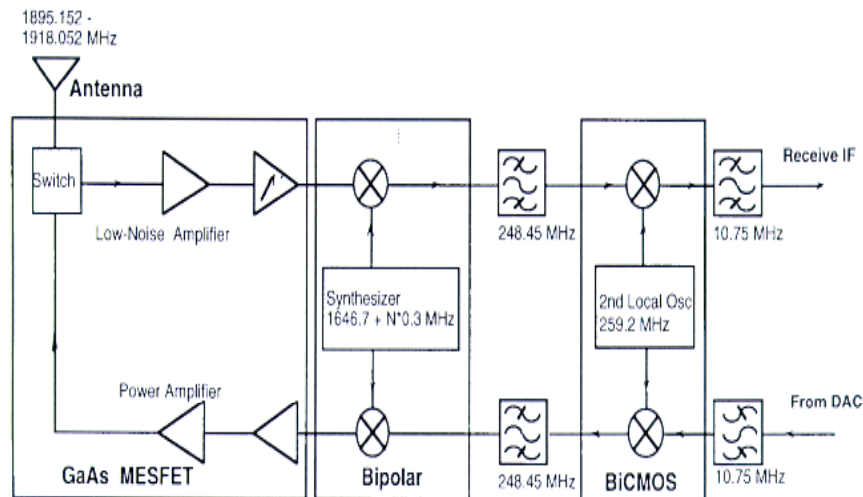 1895.152 -
1918.052 MHz
Antenna
Switch
Low-Noise Amplifier
Receive IF
248.45 MHz
10.75 MHz
Synthesizer
1646.7 + N*0.3 MHz
2nd Local Osc
259.2 MHz
Power Amplifier
From DAC
GaAs MESFET
Bipolar
248.45 MHz
BiCMOS
10.75 MHz